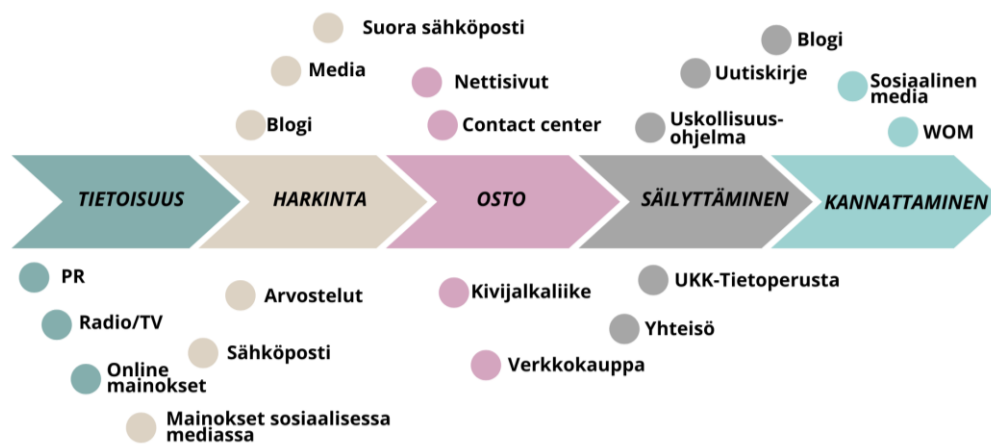 Suora sähköposti
Media
Blogi
Nettisivut
Contact center
Blogi
Uutiskirje
Uskollisuus-
ohjelma
Sosiaalinen
media
WOM
TIETOISUUS
HARKINTA
OSTO
SÄILYTTÄMINEN
KANNATTAMINEN
PR
Radio/TV
Online
mainokset
Arvostelut
Sähköposti
Mainokset sosiaalisessa
mediassa
Kivijalkaliike
Verkkokauppa
UKK-Tietoperusta
Yhteisö